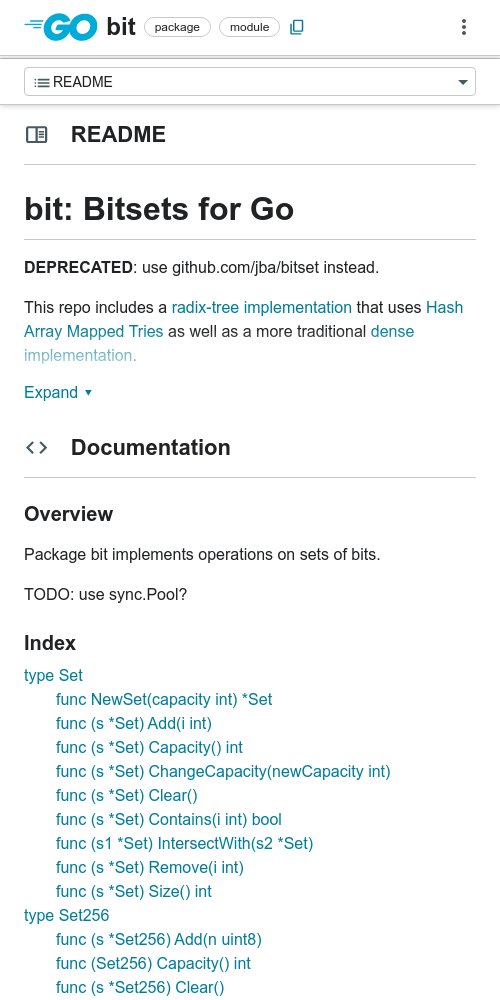 GO bit package module
README
README
bit: Bitsets for Go
DEPRECATED: use github.com/jba/bitset instead.
This repo includes a radix-tree implementation that uses Hash
Array Mapped Tries as well as a more traditional dense
implementation.
Expand ▼
Documentation
Overview
Package bit implements operations on sets of bits.
TODO: use sync.Pool?
Index
type Set
func NewSet(capacity int) *Set
func (s *Set) Add(i int)
func (s *Set) Capacity() int
func (s *Set) ChangeCapacity(newCapacity int)
func (s *Set) Clear()
func (s *Set) Contains(i int) bool
func (s1 *Set) IntersectWith(s2 *Set)
func (s *Set) Remove(i int)
func (s *Set) Size() int
type Set256
func (s *Set256) Add(n uint8)
func (Set256) Capacity() int
func (s *Set256) Clear()